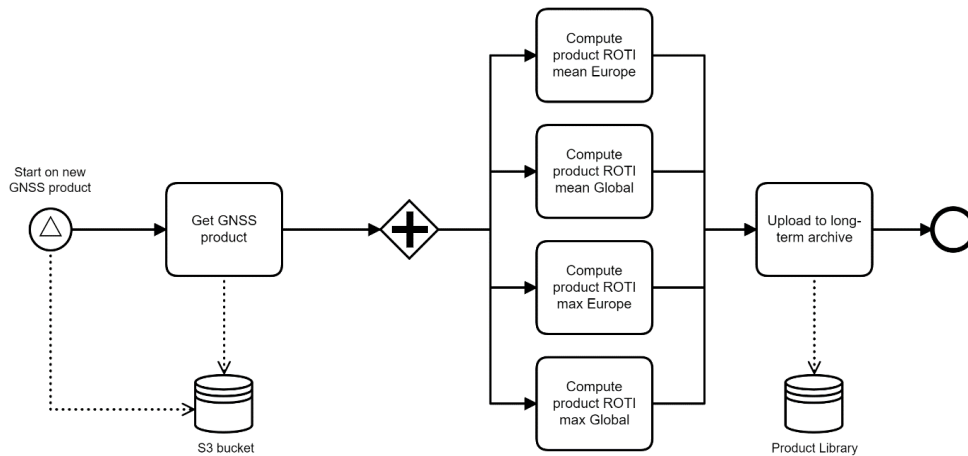 Start on new
GNSS product
Get GNSS
product
S3 bucket
Compute
product ROTI
mean Europe
Compute
product ROTI
mean Global
Compute
product ROTI
max Europe
Compute
product ROTI
max Global
Upload to long-
term archive
Product Library